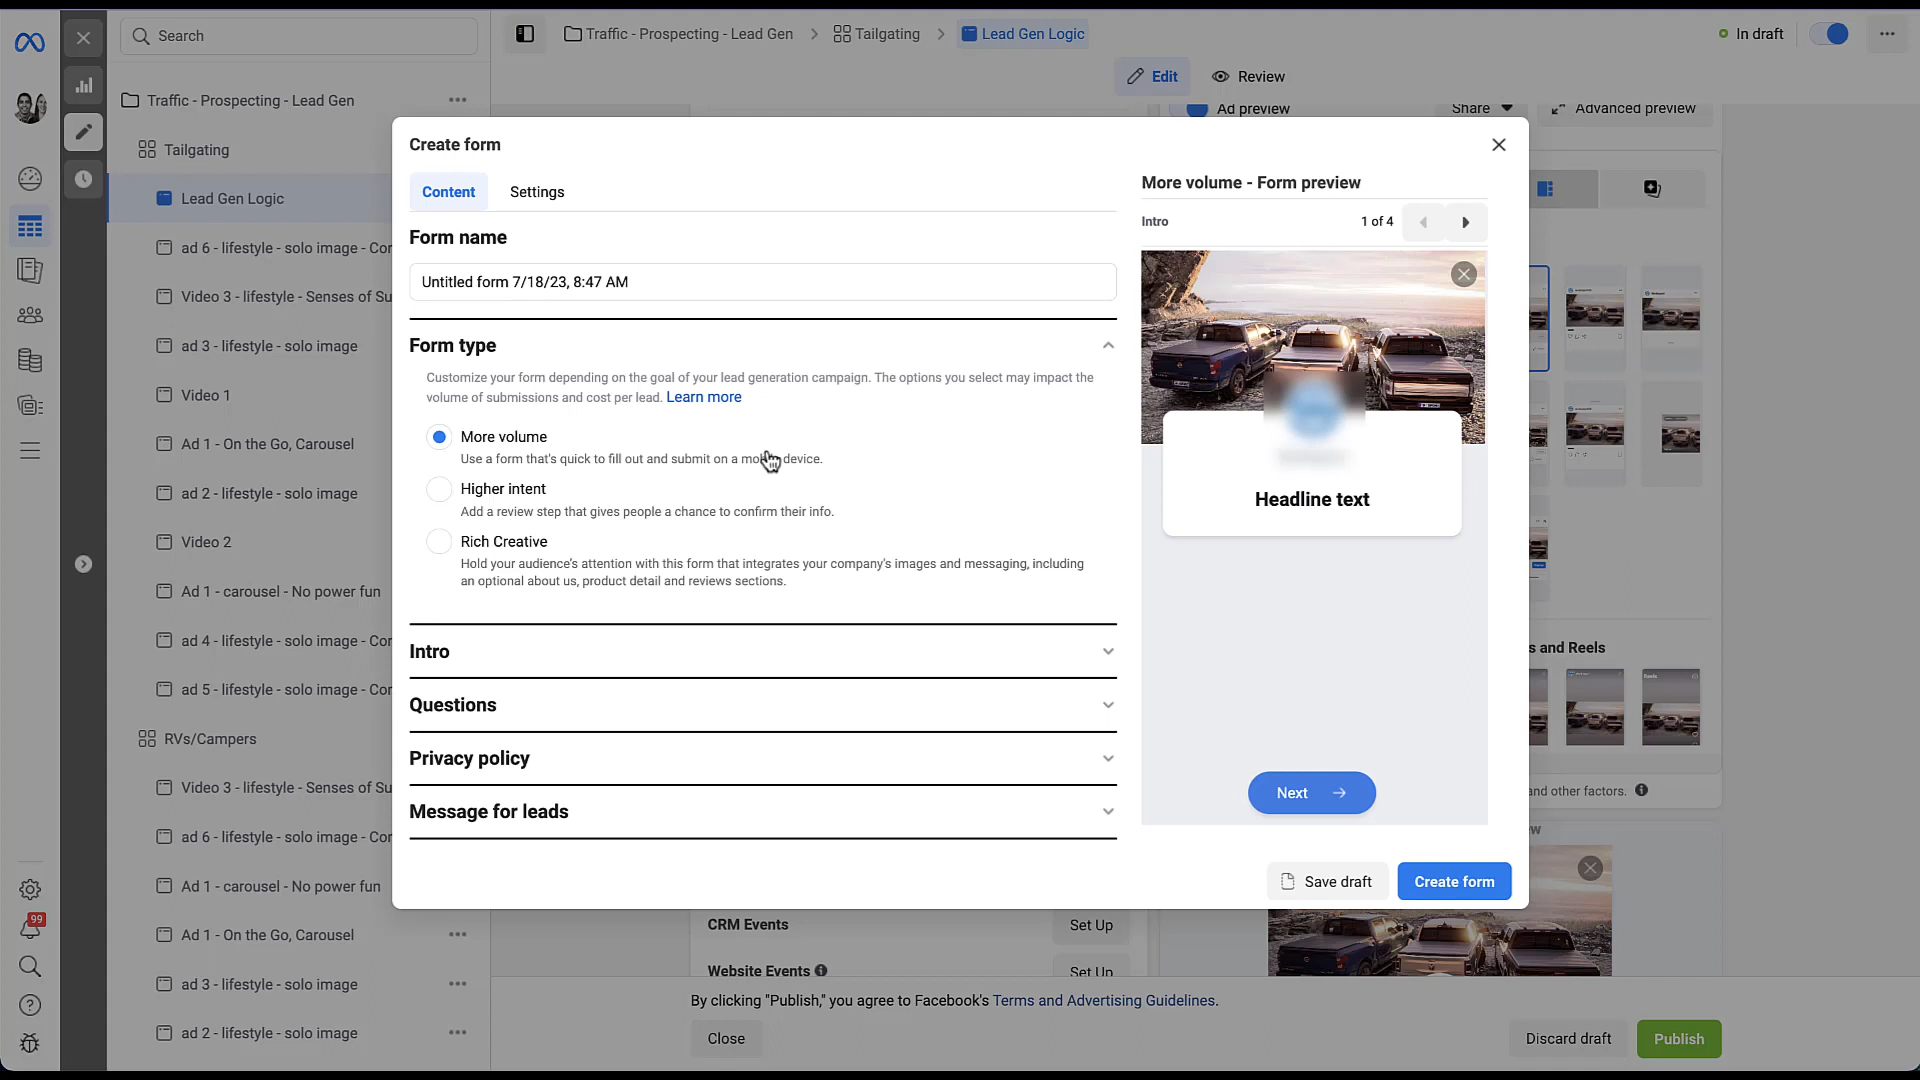 Search
Traffic - Prospecting - Lead Gen
Tailgating
Lead Gen Logic
In draft
Edit
Review
Traffic - Prospecting - Lead Gen
Tailgating
Lead Gen Logic
ad 6 - lifestyle - solo image - Cor
Video 3 - lifestyle - Senses of Su
ad 3 - lifestyle - solo image
Video 1
Ad 1 - On the Go, Carousel
ad 2 - lifestyle - solo image
Video 2
Ad 1 - carousel - No power fun
ad 4 - lifestyle - solo image - Cor
ad 5 - lifestyle - solo image - Cor
RVs/Campers
Video 3 - lifestyle - Senses of Su
ad 6 - lifestyle - solo image - Cor
Ad 1 - carousel - No power fun
Ad 1 - On the Go, Carousel
ad 3 - lifestyle - solo image
ad 2 - lifestyle - solo image
99
Ad preview
Share
Advanced preview
Create form
Content
Settings
Form name
Untitled form 7/18/23, 8:47 AM
Form type
Customize your form depending on the goal of your lead generation campaign. The options you select may impact the
volume of submissions and cost per lead. Learn more
More volume
Use a form that's quick to fill out and submit on a device.
Higher intent
Add a review step that gives people a chance to confirm their info.
Rich Creative
Hold your audience's attention with this form that integrates your company's images and messaging, including
an optional about us, product detail and reviews sections.
Intro
Questions
Privacy policy
Message for leads
More volume - Form preview
Intro
1 of 4
Headline text
Next
Save draft
Create form
s and Reels
and other factors.
CRM Events
Set Up
Website Events
Set Up
By clicking "Publish," you agree to Facebook's Terms and Advertising Guidelines.
Close
Discard draft
Publish